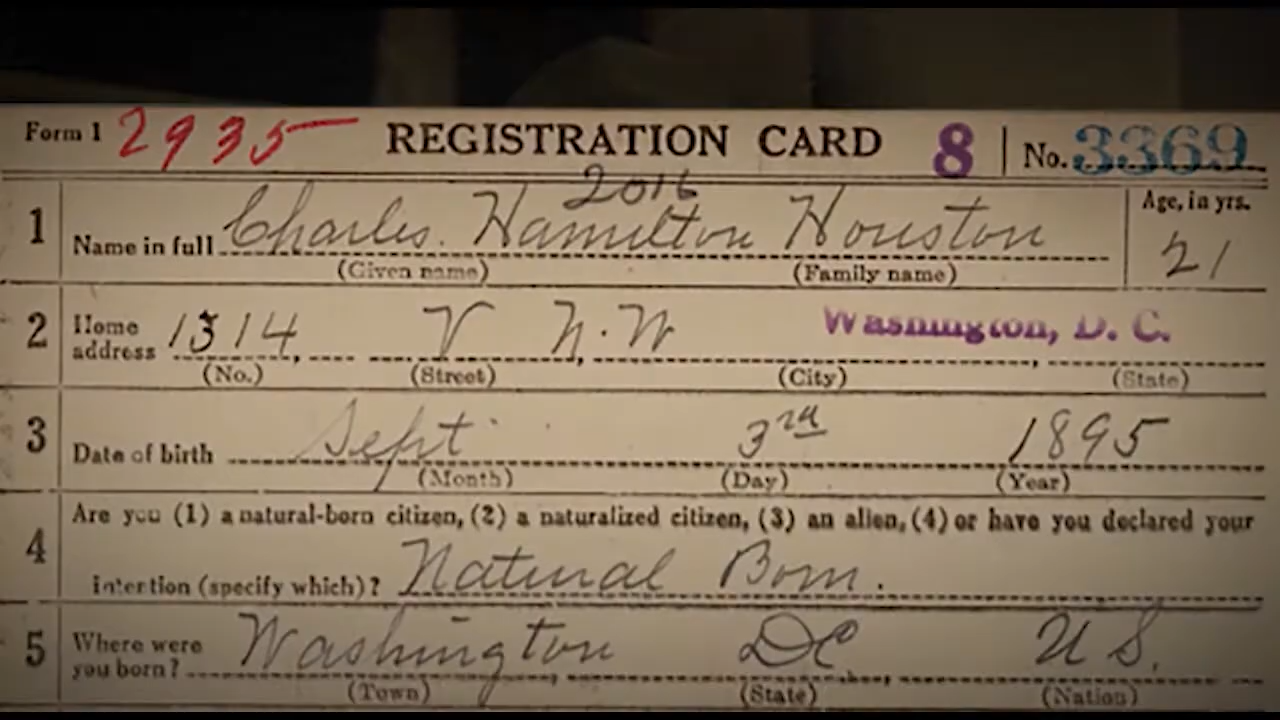 Form 1 2935 REGISTRATION CARD 8 No. 3369
2016
1 Name in full Charles. Hamilton Houston Age, in yrs. 21
(Given name) (Family name)
2 Home address 1314, V N.W Washington, D. C.
(No.) (Street) (City) (State)
3 Date of birth Sept 3rd 1895
(Month) (Day) (Year)
4 Are you (1) a natural-born citizen, (2) a naturalized citizen, (3) an alien, (4) or have you declared your
intention (specify which)? Natural Born.
5 Where were you born? Washington DC U S.
(Town) (State) (Nation)